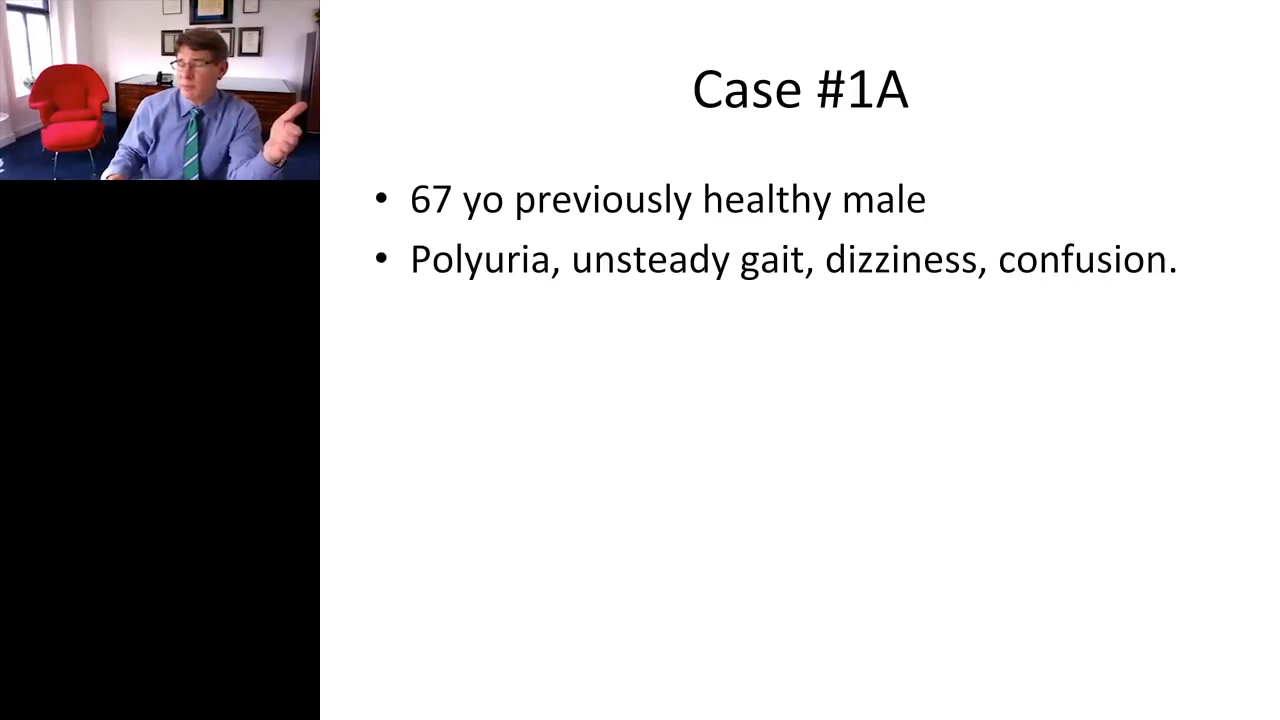 Case #1A
• 67 yo previously healthy male
• Polyuria, unsteady gait, dizziness, confusion.